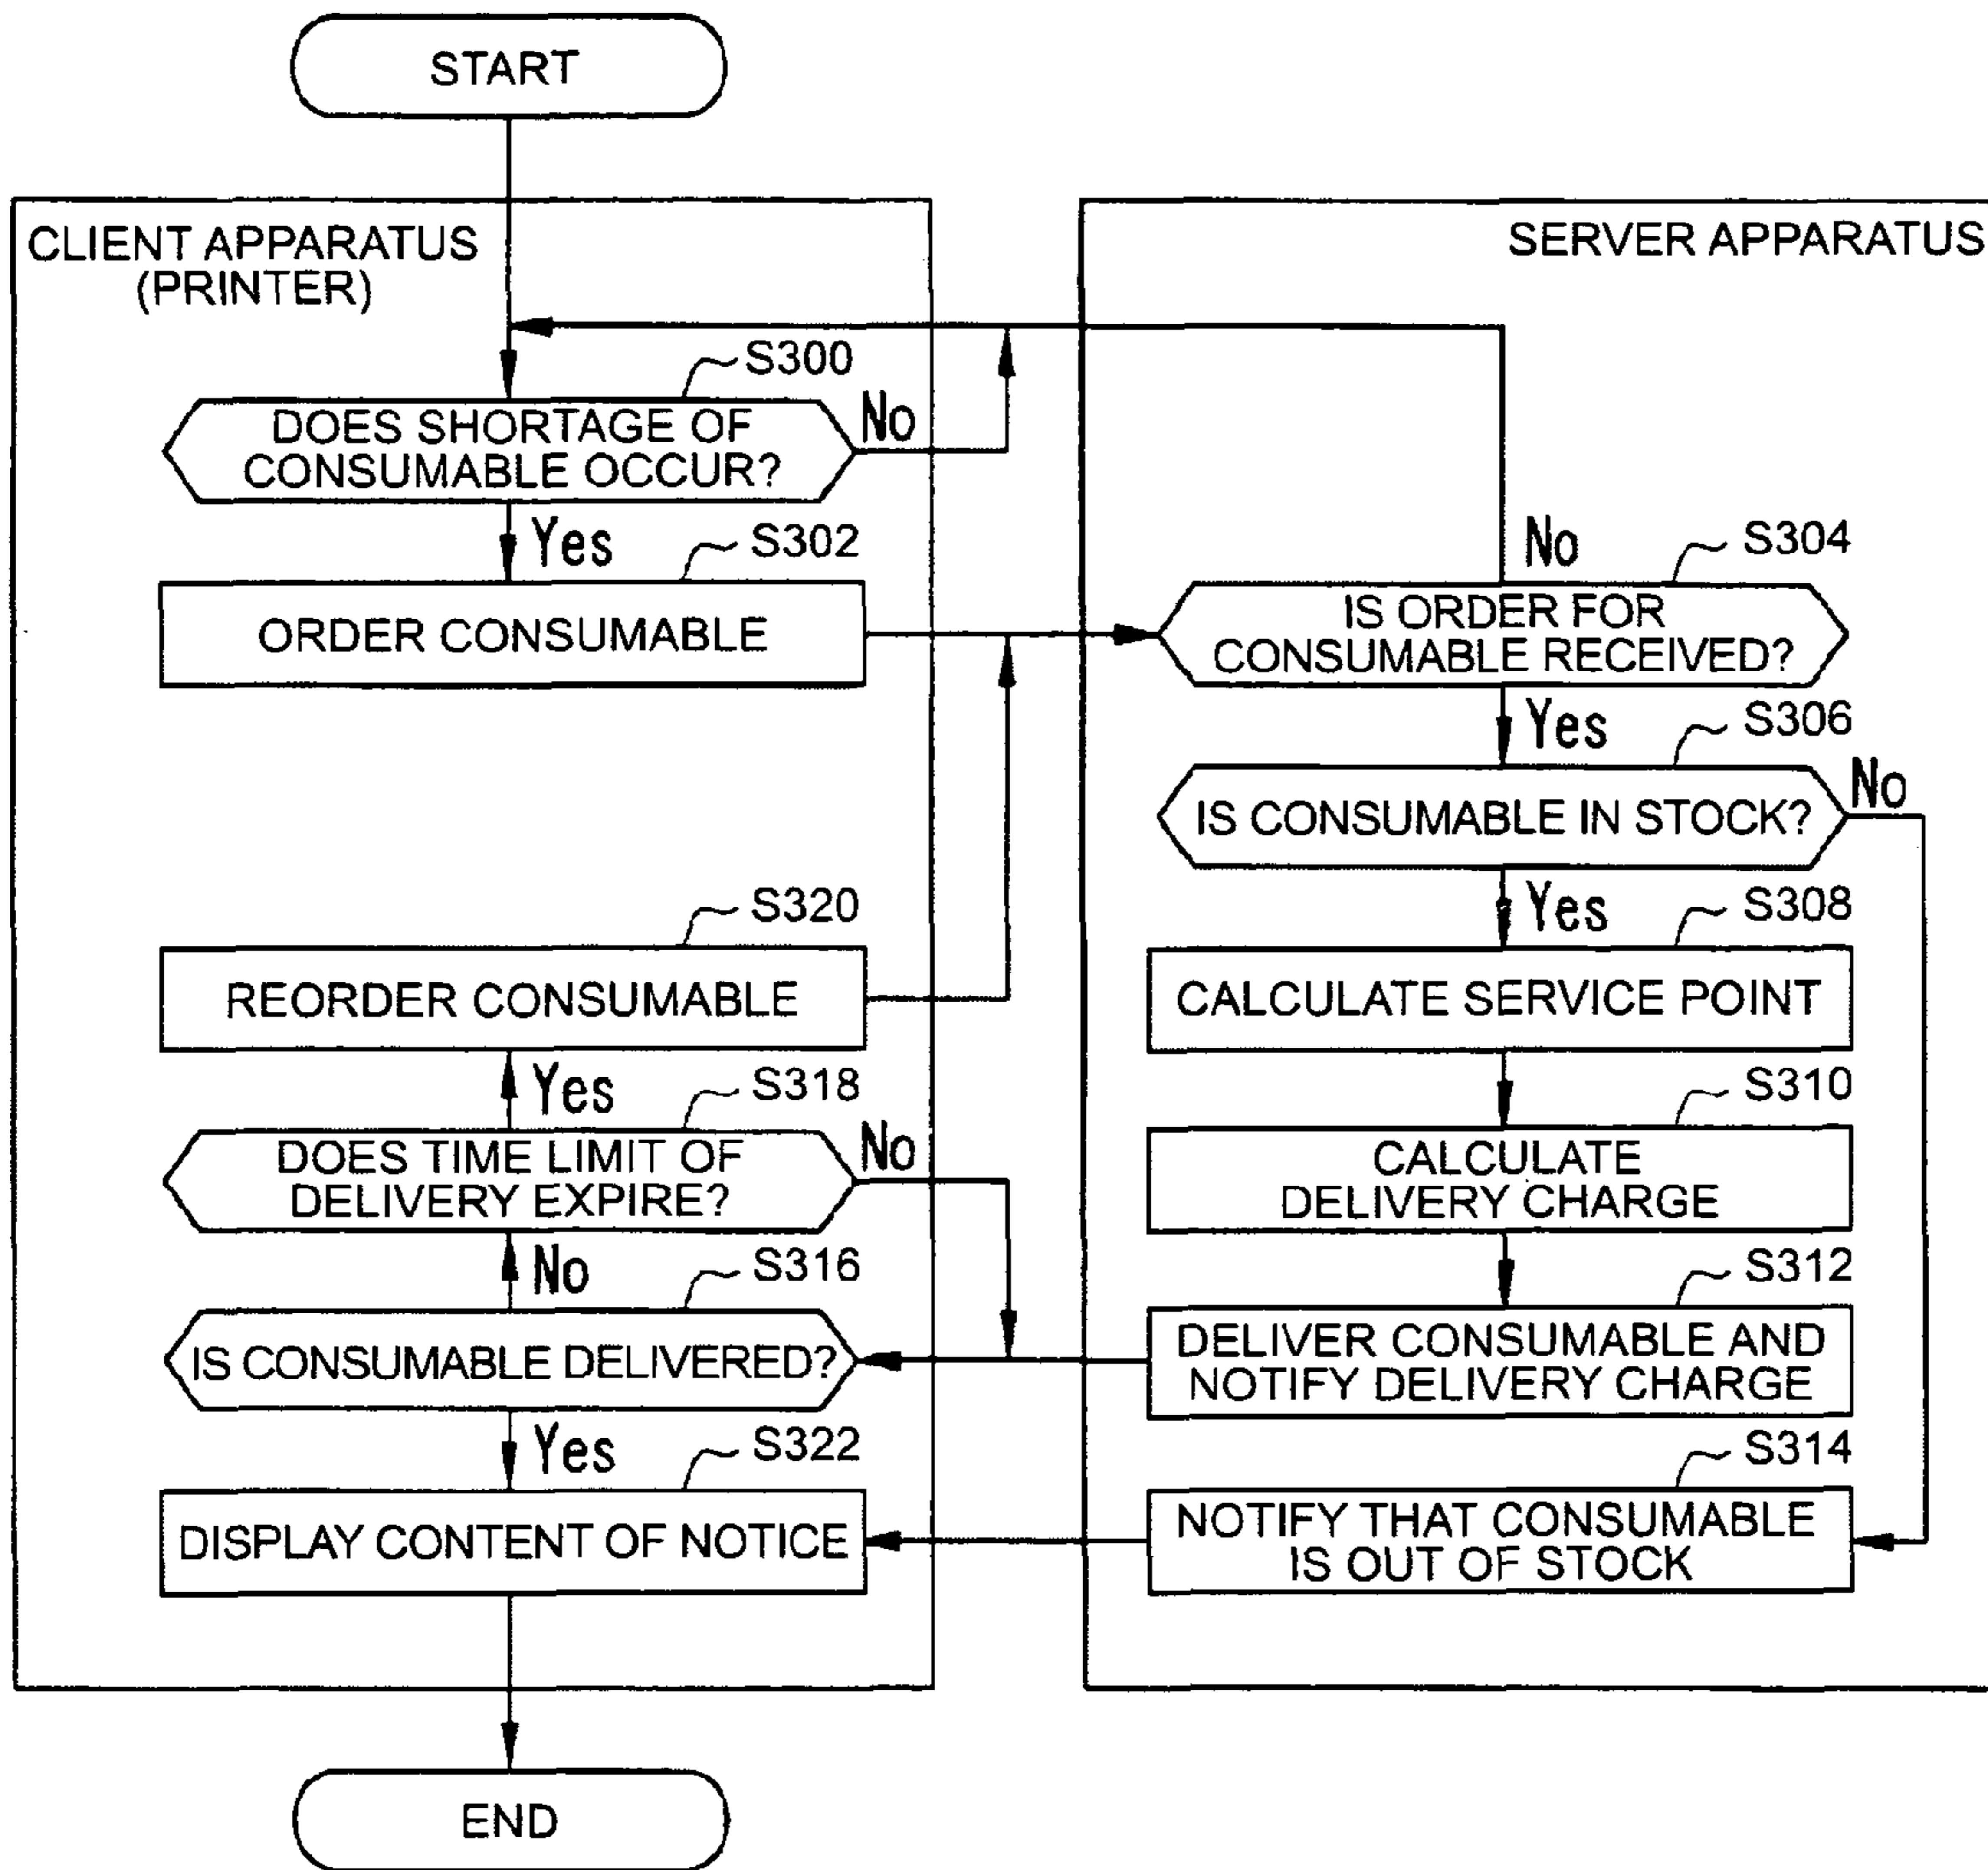 START
CLIENT APPARATUS
(PRINTER)
SERVER APPARATUS
S300
DOES SHORTAGE OF
CONSUMABLE OCCUR?
No
Yes
S302
ORDER CONSUMABLE
No
S304
IS ORDER FOR
CONSUMABLE RECEIVED?
Yes
S306
IS CONSUMABLE IN STOCK?
No
Yes
S308
CALCULATE SERVICE POINT
S310
CALCULATE
DELIVERY CHARGE
S312
DELIVER CONSUMABLE AND
NOTIFY DELIVERY CHARGE
S314
NOTIFY THAT CONSUMABLE
IS OUT OF STOCK
S320
REORDER CONSUMABLE
Yes
S318
DOES TIME LIMIT OF
DELIVERY EXPIRE?
No
No
S316
IS CONSUMABLE DELIVERED?
Yes
S322
DISPLAY CONTENT OF NOTICE
END